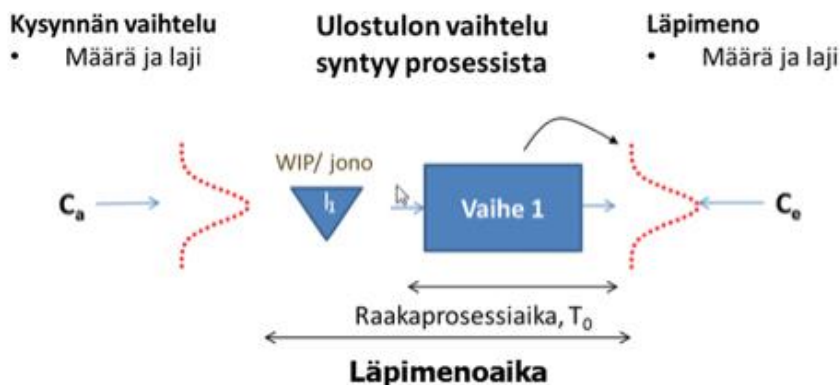 Kysynnän vaihtelu
• Määrä ja laji
Ulostulon vaihtelu
syntyy prosessista
Läpimeno
• Määrä ja laji
WIP/ jono
I1
Vaihe 1
Ca
Ce
Raakaprosessiaika, T0
Läpimenoaika